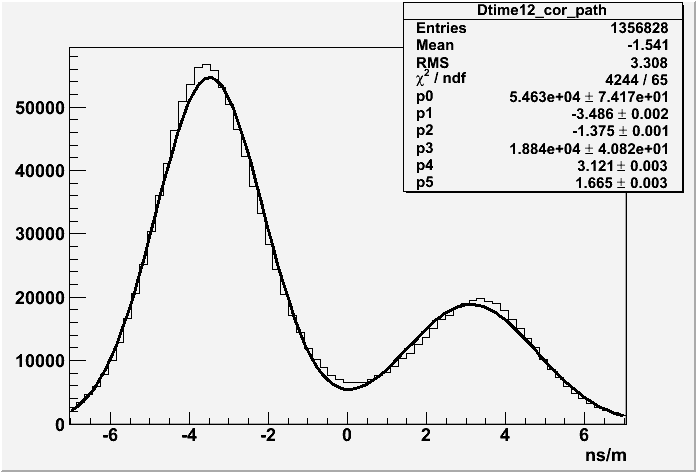 Dtime12_cor_path
Entries 1356828
Mean -1.541
RMS 3.308
χ² / ndf 4244 / 65
p0 5.463e+04 ± 7.417e+01
p1 -3.486 ± 0.002
p2 -1.375 ± 0.001
p3 1.884e+04 ± 4.082e+01
p4 3.121 ± 0.003
p5 1.665 ± 0.003
50000
40000
30000
20000
10000
0
-6 -4 -2 0 2 4 6
ns/m